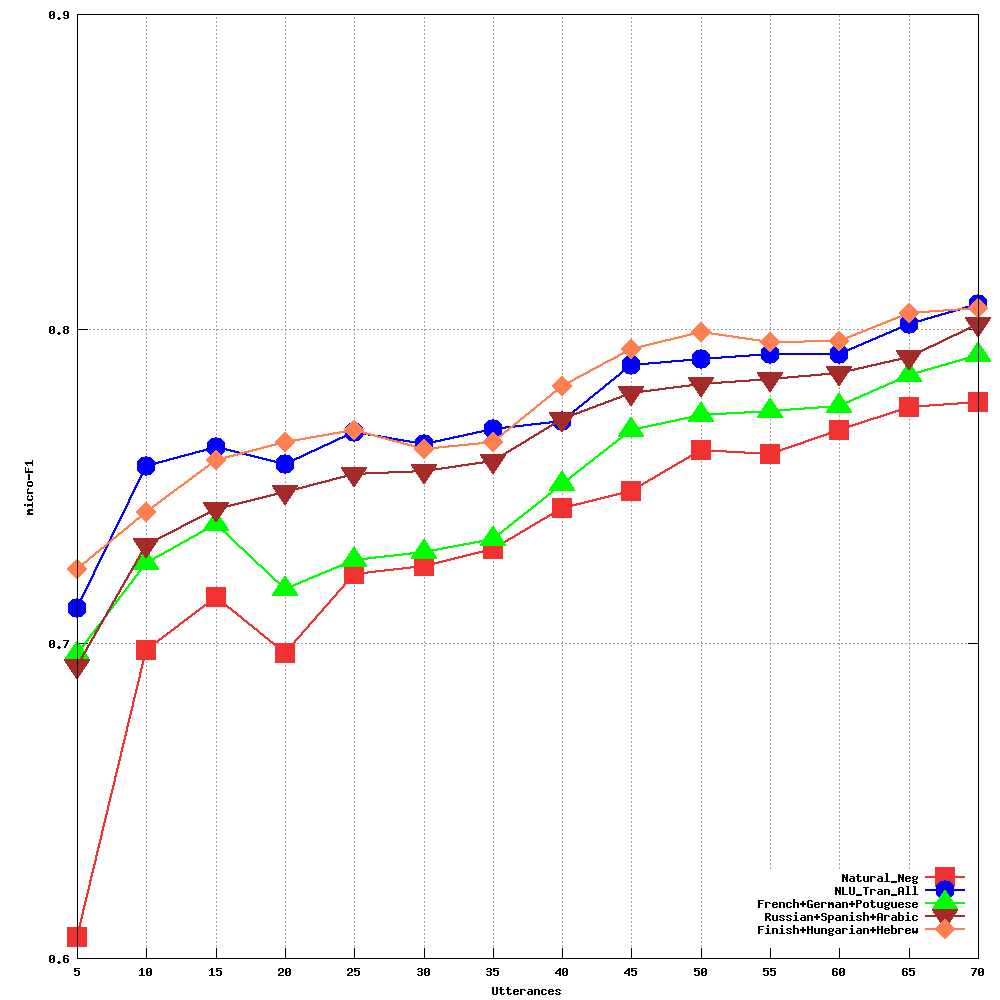 0.9
0.8
0.7
0.6
micro-F1
5 10 15 20 25 30 35 40 45 50 55 60 65 70
Utterances
Natural_Neg
NLU_Tran_All
French+German+Potuguese
Russian+Spanish+Arabic
Finish+Hungarian+Hebrew